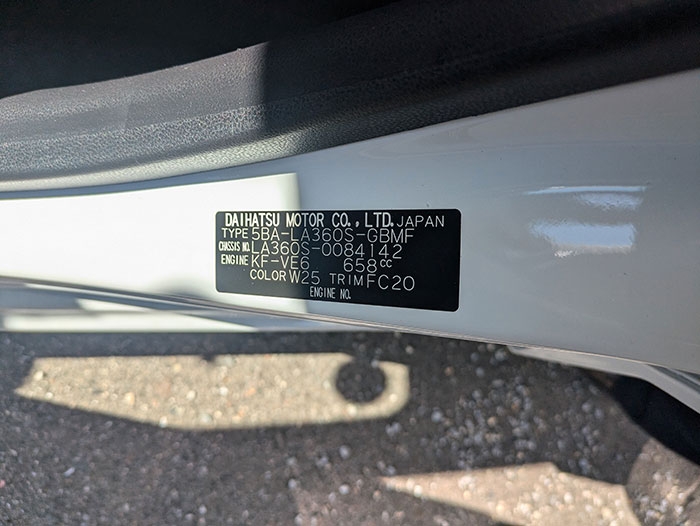 DAIHATSU MOTOR CO., LTD. JAPAN
TYPE 5BA-LA360S-GBMF
CHASSIS NO. LA360S-0084142
ENGINE KF-VE6 658cc
COLOR W25 TRIM FC20
ENGINE NO.